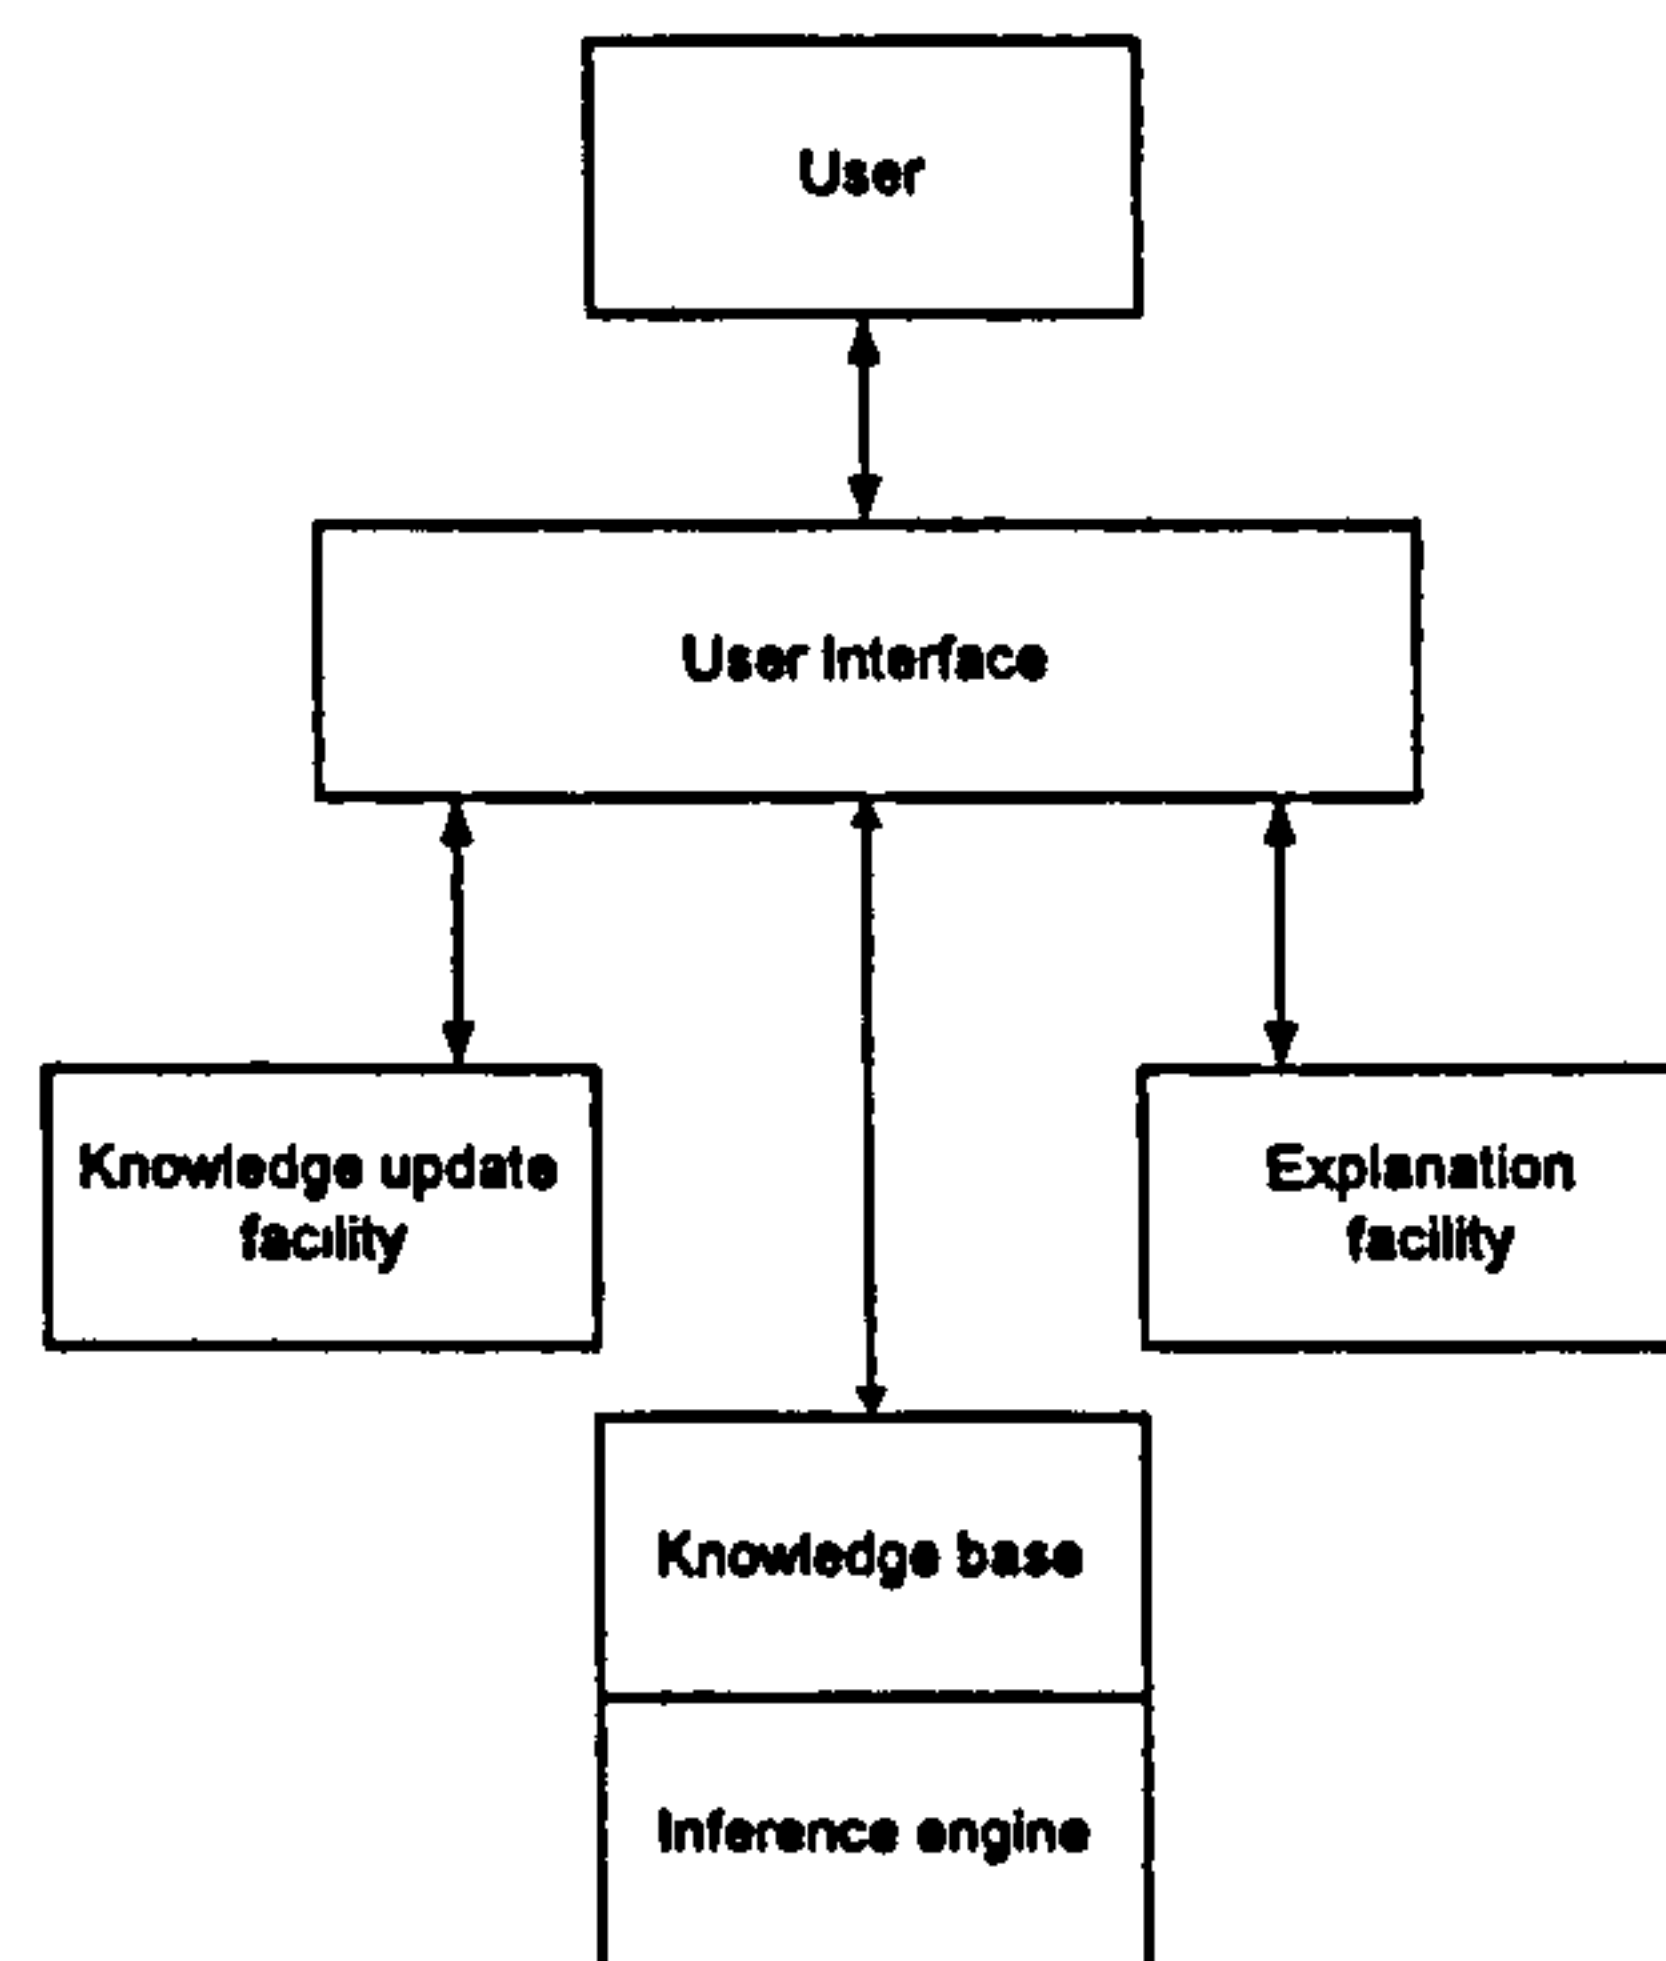 User
User Interface
Knowledge update
facility
Explanation
facility
Knowledge base
Inference engine